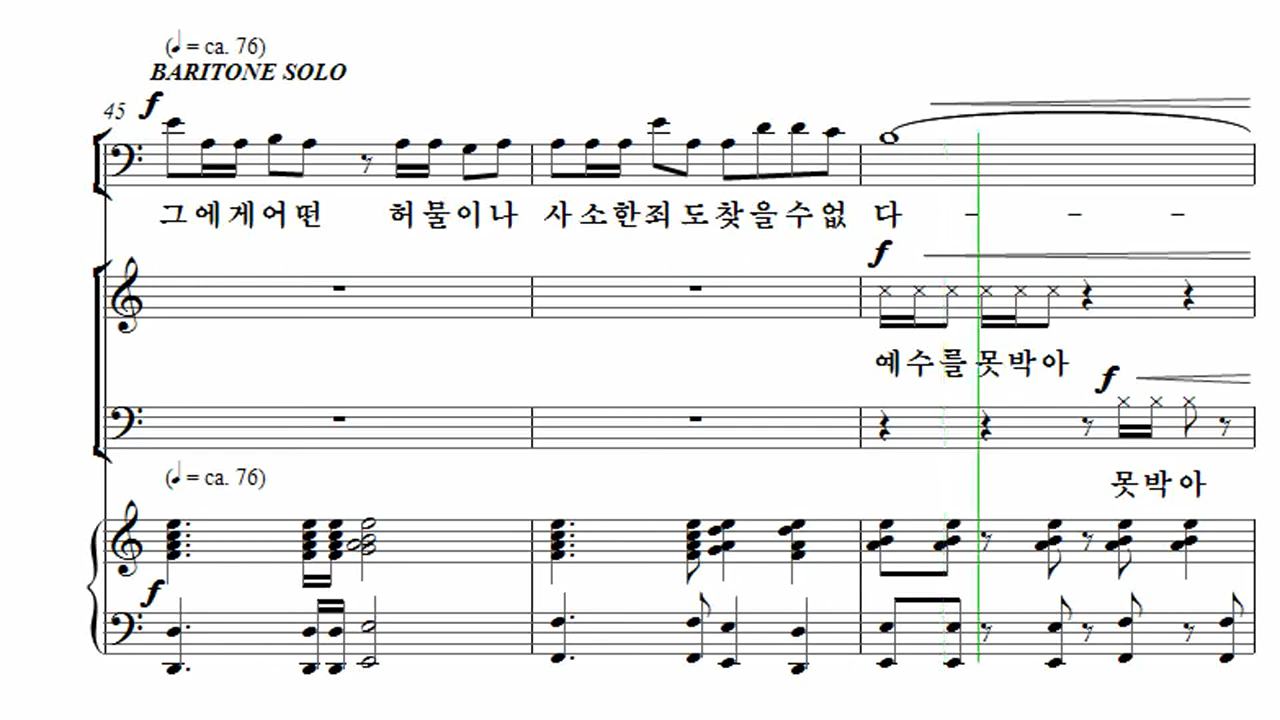 (♩ = ca. 76)
BARITONE SOLO
f
45
그에게어떤 허물이나 사소한죄도찾을수없 다 - - -
f
예수를못박아
f
(♩ = ca. 76)
못박아
f